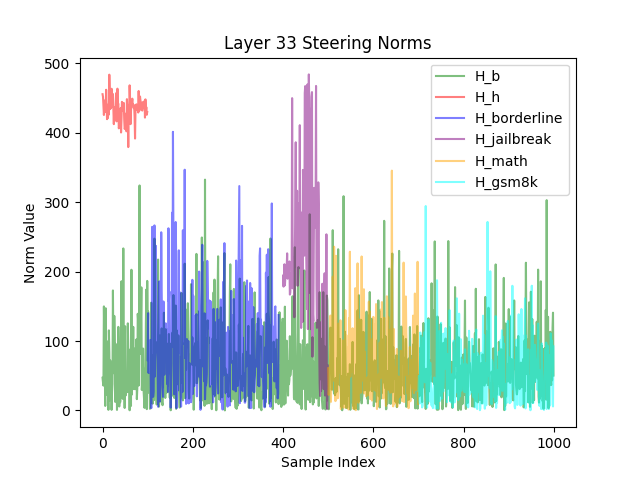 Layer 33 Steering Norms
500
400
300
200
100
0
Norm Value
0
200
400
600
800
1000
Sample Index
H_b
H_h
H_borderline
H_jailbreak
H_math
H_gsm8k